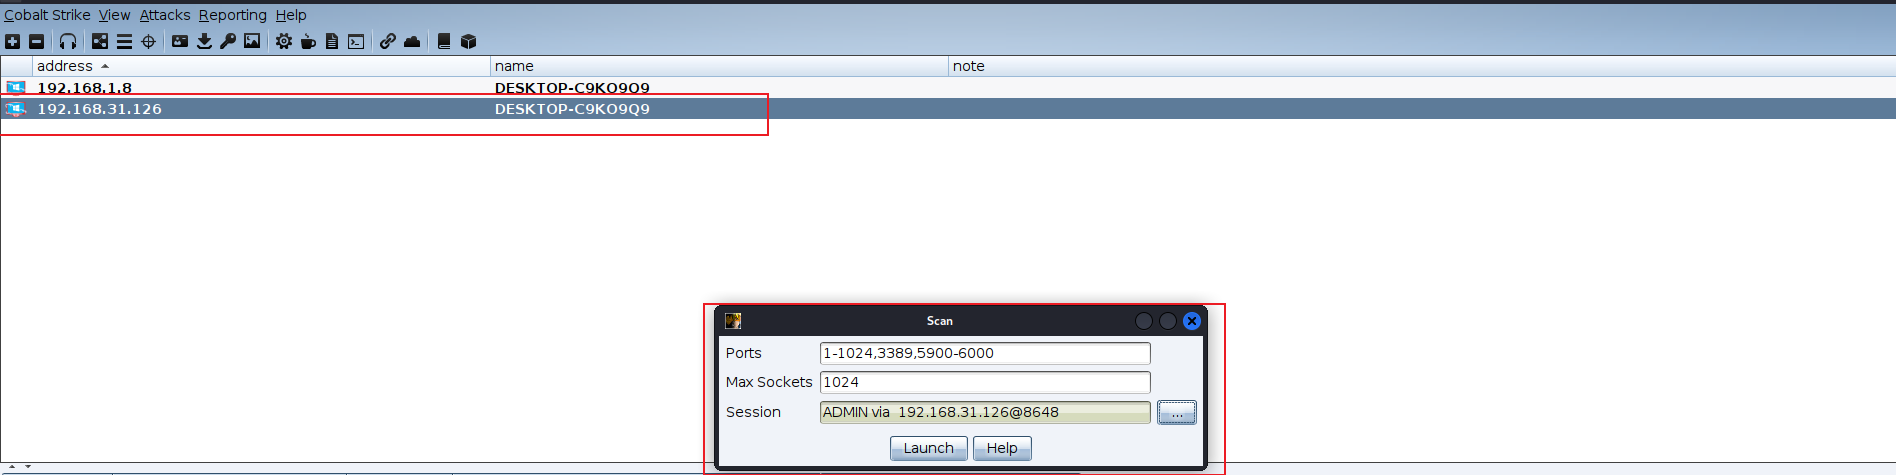 Cobalt Strike View Attacks Reporting Help
address name note
192.168.1.8 DESKTOP-C9KO9Q9
192.168.31.126 DESKTOP-C9KO9Q9
Scan
Ports 1-1024,3389,5900-6000
Max Sockets 1024
Session ADMIN via 192.168.31.126@8648 ...
Launch Help